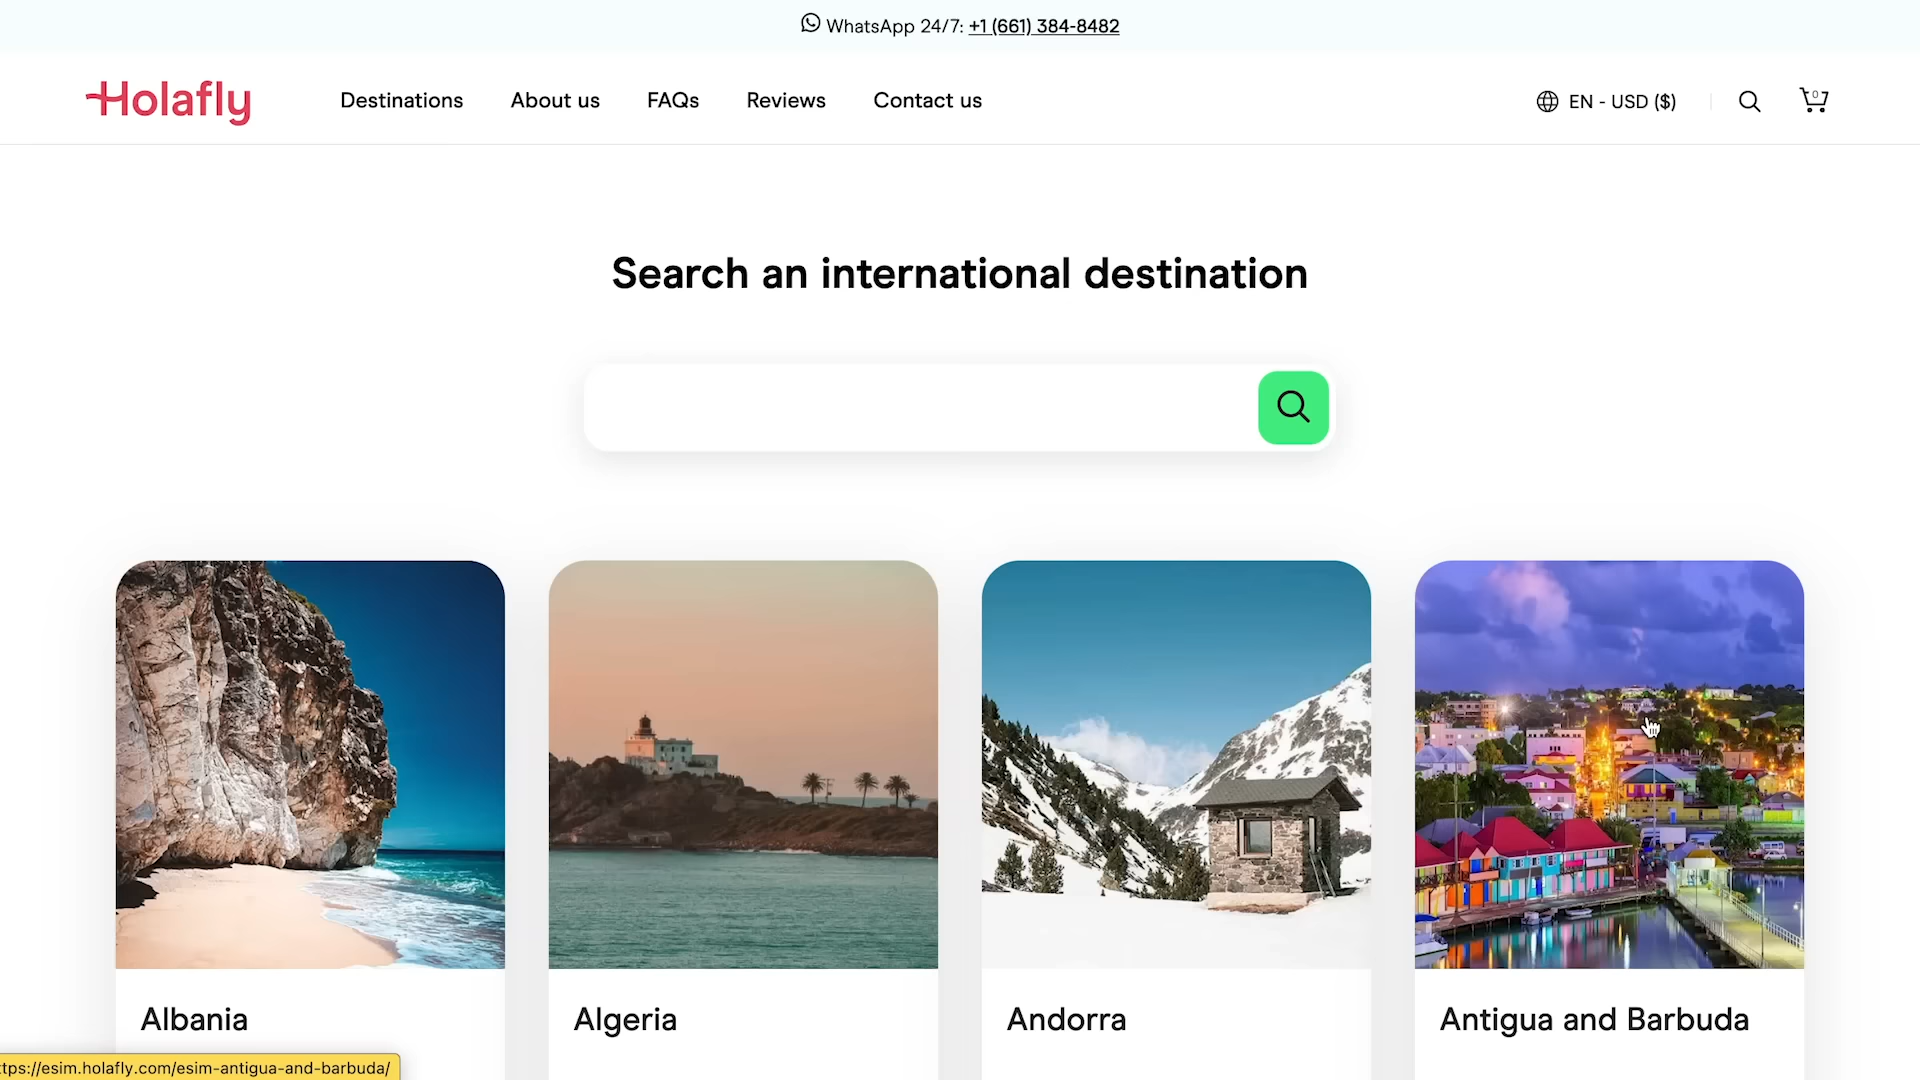 WhatsApp 24/7: +1 (661) 384-8482
Holafly
Destinations
About us
FAQs
Reviews
Contact us
EN - USD ($)
0
Search an international destination
Albania
Algeria
Andorra
Antigua and Barbuda
ttps://esim.holafly.com/esim-antigua-and-barbuda/